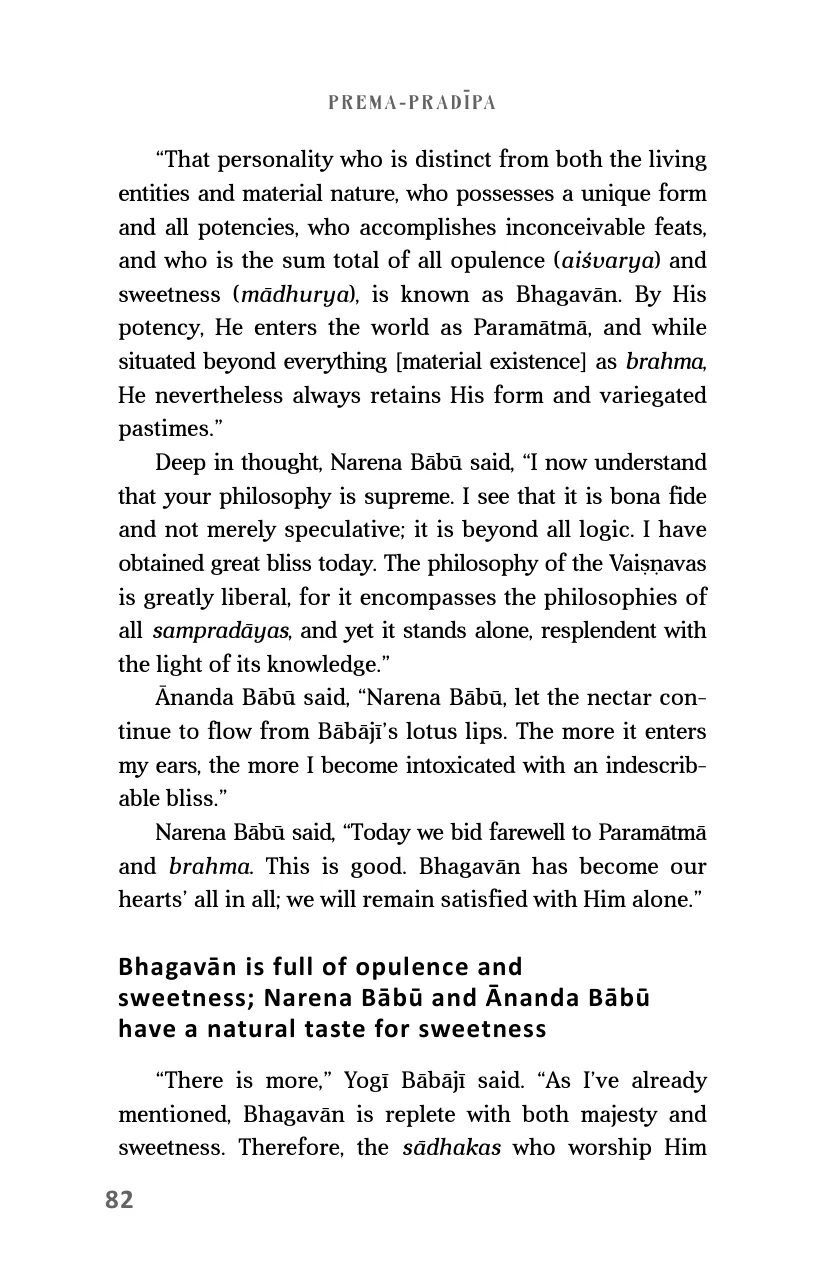 PREMA-PRADĪPA
“That personality who is distinct from both the living
entities and material nature, who possesses a unique form
and all potencies, who accomplishes inconceivable feats,
and who is the sum total of all opulence (aiśvarya) and
sweetness (mādhurya), is known as Bhagavān. By His
potency, He enters the world as Paramātmā, and while
situated beyond everything [material existence] as brahma,
He nevertheless always retains His form and variegated
pastimes.”
Deep in thought, Narena Bābū said, “I now understand
that your philosophy is supreme. I see that it is bona fide
and not merely speculative; it is beyond all logic. I have
obtained great bliss today. The philosophy of the Vaiṣṇavas
is greatly liberal, for it encompasses the philosophies of
all sampradāyas, and yet it stands alone, resplendent with
the light of its knowledge.”
Ānanda Bābū said, “Narena Bābū, let the nectar con-
tinue to flow from Bābājī’s lotus lips. The more it enters
my ears, the more I become intoxicated with an indescrib-
able bliss.”
Narena Bābū said, “Today we bid farewell to Paramātmā
and brahma. This is good. Bhagavān has become our
hearts’ all in all; we will remain satisfied with Him alone.”
Bhagavān is full of opulence and
sweetness; Narena Bābū and Ānanda Bābū
have a natural taste for sweetness
“There is more,” Yogī Bābājī said. “As I’ve already
mentioned, Bhagavān is replete with both majesty and
sweetness. Therefore, the sādhakas who worship Him
82